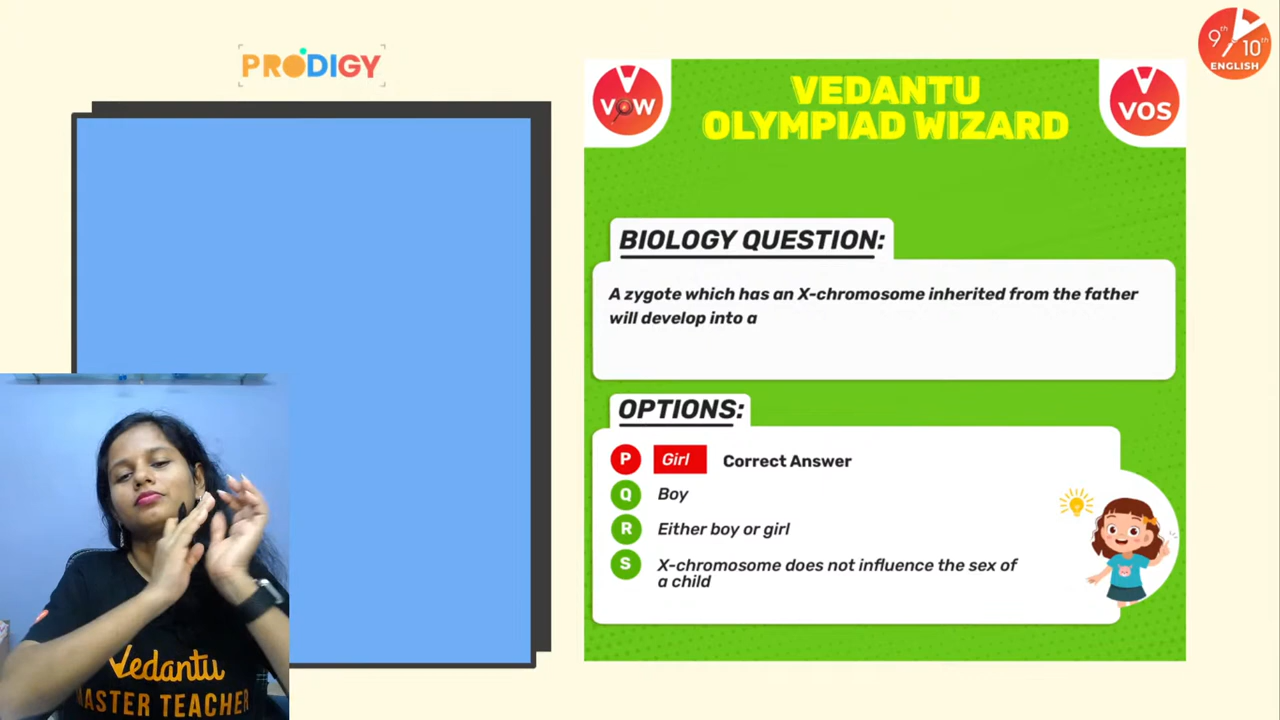 PRODIGY
9th 10th
ENGLISH
VOW
VEDANTU
OLYMPIAD WIZARD
VOS
BIOLOGY QUESTION:
A zygote which has an X-chromosome inherited from the father
will develop into a
OPTIONS:
P Girl Correct Answer
Q Boy
R Either boy or girl
S X-chromosome does not influence the sex of
a child
Vedantu
MASTER TEACHER